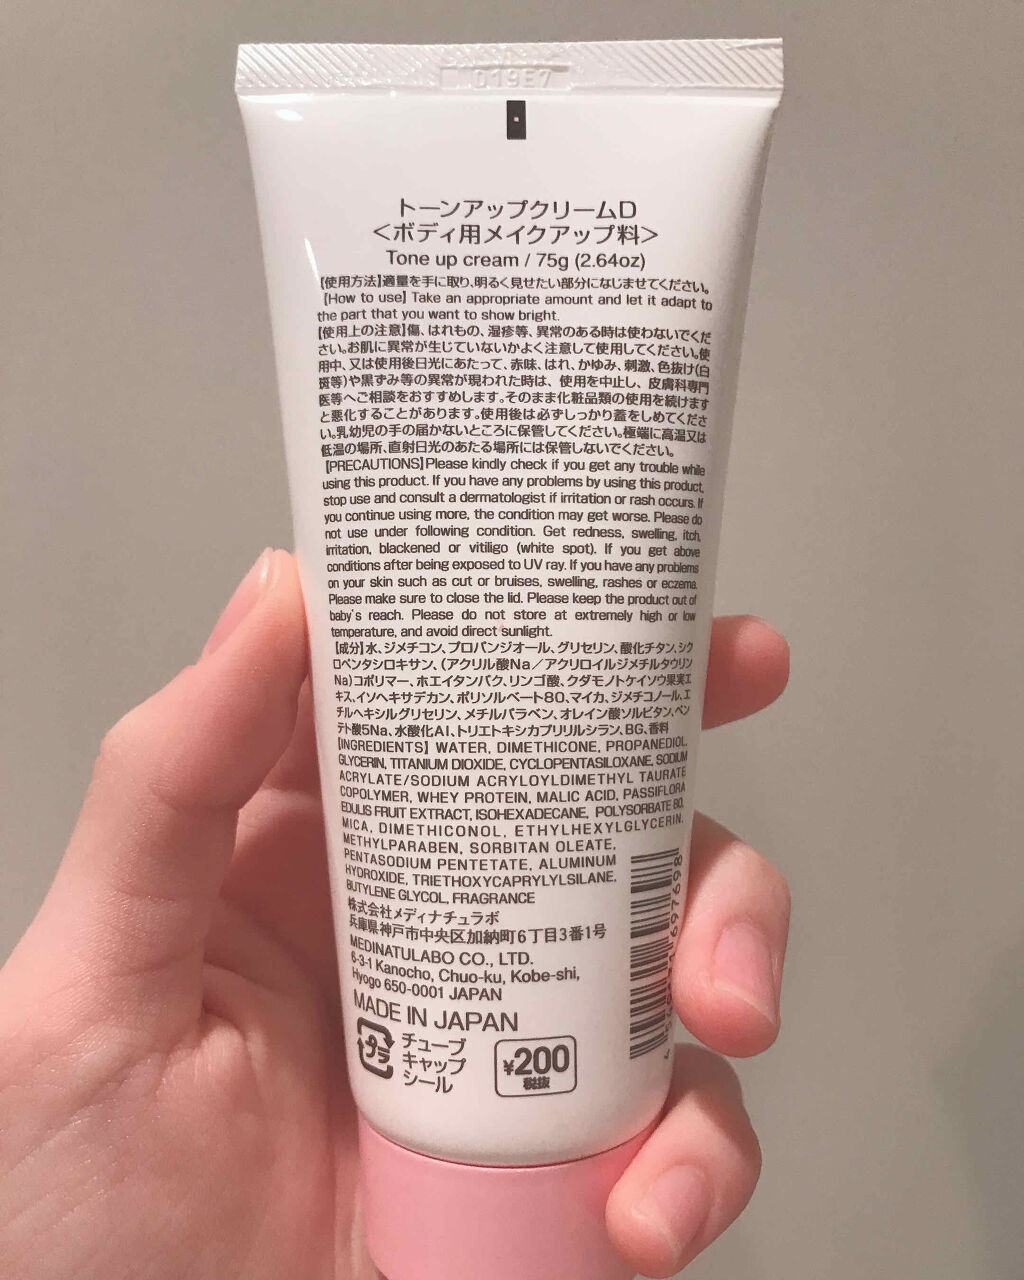 D19E7
トーンアップクリームD
<ボディ用メイクアップ料>
Tone up cream / 75g (2.64oz)
【使用方法】適量を手に取り、明るく見せたい部分になじませてください。
【How to use】 Take an appropriate amount and let it adapt to
the part that you want to show bright.
【使用上の注意】傷、はれもの、湿疹等、異常のある時は使わないでくだ
さい。お肌に異常が生じていないかよく注意して使用してください。使
用中、又は使用後日光にあたって、赤味、はれ、かゆみ、刺激、色抜け(白
斑等)や黒ずみ等の異常が現われた時は、使用を中止し、皮膚科専門
医等へご相談をおすすめします。そのまま化粧品類の使用を続けます
と悪化することがあります。使用後は必ずしっかり蓋をしめてくださ
い。乳幼児の手の届かないところに保管してください。極端に高温又は
低温の場所、直射日光のあたる場所には保管しないでください。
【PRECAUTIONS】Please kindly check if you get any trouble while
using this product. If you have any problems by using this product,
stop use and consult a dermatologist if irritation or rash occurs. If
you continue using more, the condition may get worse. Please do
not use under following condition. Get redness, swelling, itch,
irritation, blackened or vitiligo (white spot). If you get above
conditions after being exposed to UV ray. If you have any problems
on your skin such as cut or bruises, swelling, rashes or eczema.
Please make sure to close the lid. Please keep the product out of
baby's reach. Please do not store at extremely high or low
temperature, and avoid direct sunlight.
【成分】水、ジメチコン、プロパンジオール、グリセリン、酸化チタン、シク
ロペンタシロキサン、(アクリル酸Na/アクリロイルジメチルタウリン
Na)コポリマー、ホエイタンパク、リンゴ酸、クダモノトケイソウ果実エ
キス、イソヘキサデカン、ポリソルベート80、マイカ、ジメチコノール、エ
チルヘキシルグリセリン、メチルパラベン、オレイン酸ソルビタン、ペン
テト酸5Na、水酸化Al、トリエトキシカプリリルシラン、BG、香料
【INGREDIENTS】 WATER, DIMETHICONE, PROPANEDIOL,
GLYCERIN, TITANIUM DIOXIDE, CYCLOPENTASILOXANE, SODIUM
ACRYLATE/SODIUM ACRYLOYLDIMETHYL TAURATE
COPOLYMER, WHEY PROTEIN, MALIC ACID, PASSIFLORA
EDULIS FRUIT EXTRACT, ISOHEXADECANE, POLYSORBATE 80,
MICA, DIMETHICONOL, ETHYLHEXYLGLYCERIN,
METHYLPARABEN, SORBITAN OLEATE,
PENTASODIUM PENTETATE, ALUMINUM
HYDROXIDE, TRIETHOXYCAPRYLYLSILANE,
BUTYLENE GLYCOL, FRAGRANCE
株式会社メディナチュラボ
兵庫県神戸市中央区加納町6丁目3番1号
MEDINATULABO CO., LTD.
6-3-1 Kanocho, Chuo-ku, Kobe-shi,
Hyogo 650-0001 JAPAN
MADE IN JAPAN
プラ
チューブ
キャップ
シール
¥200
税抜